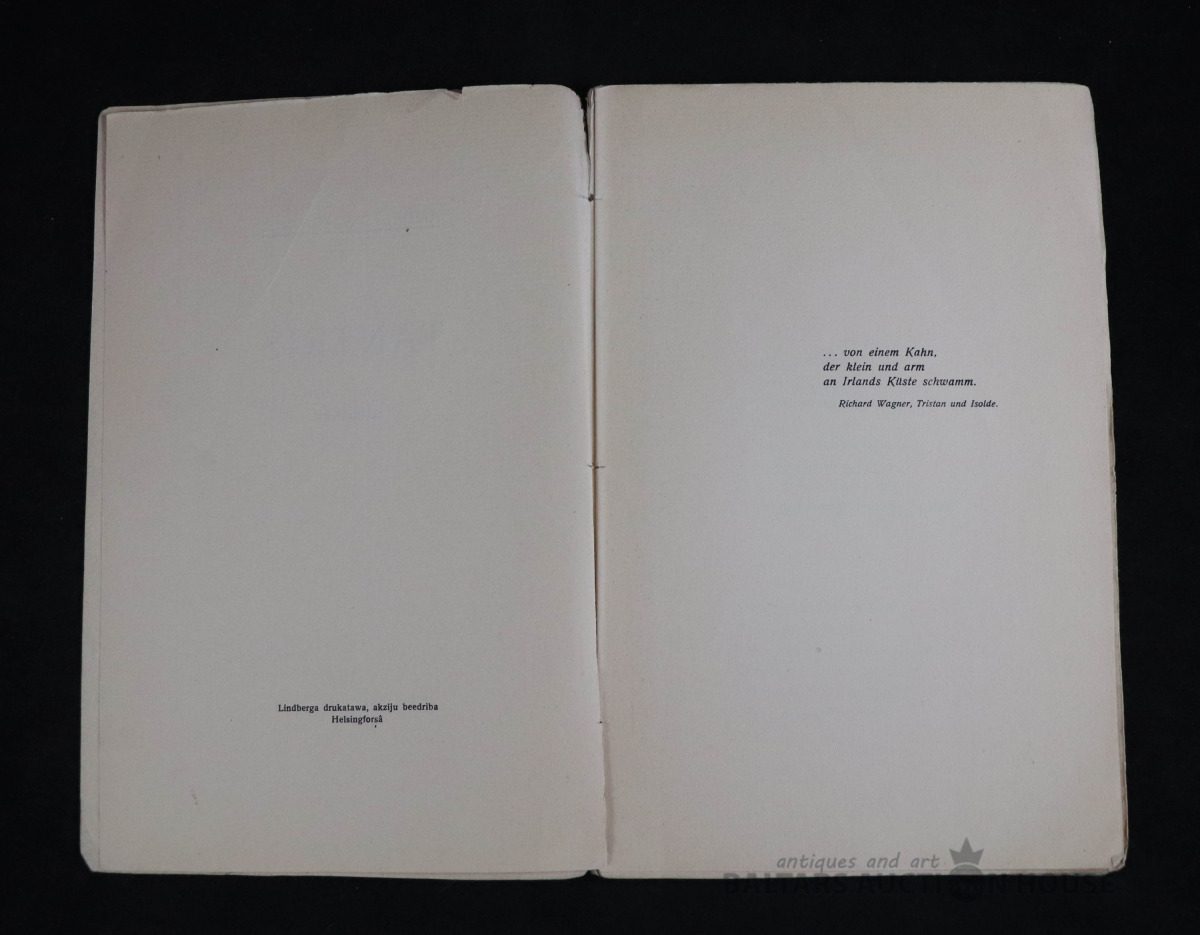 Lindberga drukatawa, akziju beedriba
Helsingforsâ
... von einem Kahn,
der klein und arm
an Irlands Küste schwamm.
Richard Wagner, Tristan und Isolde.
antiques and art
BALTARS AUCTION HOUSE